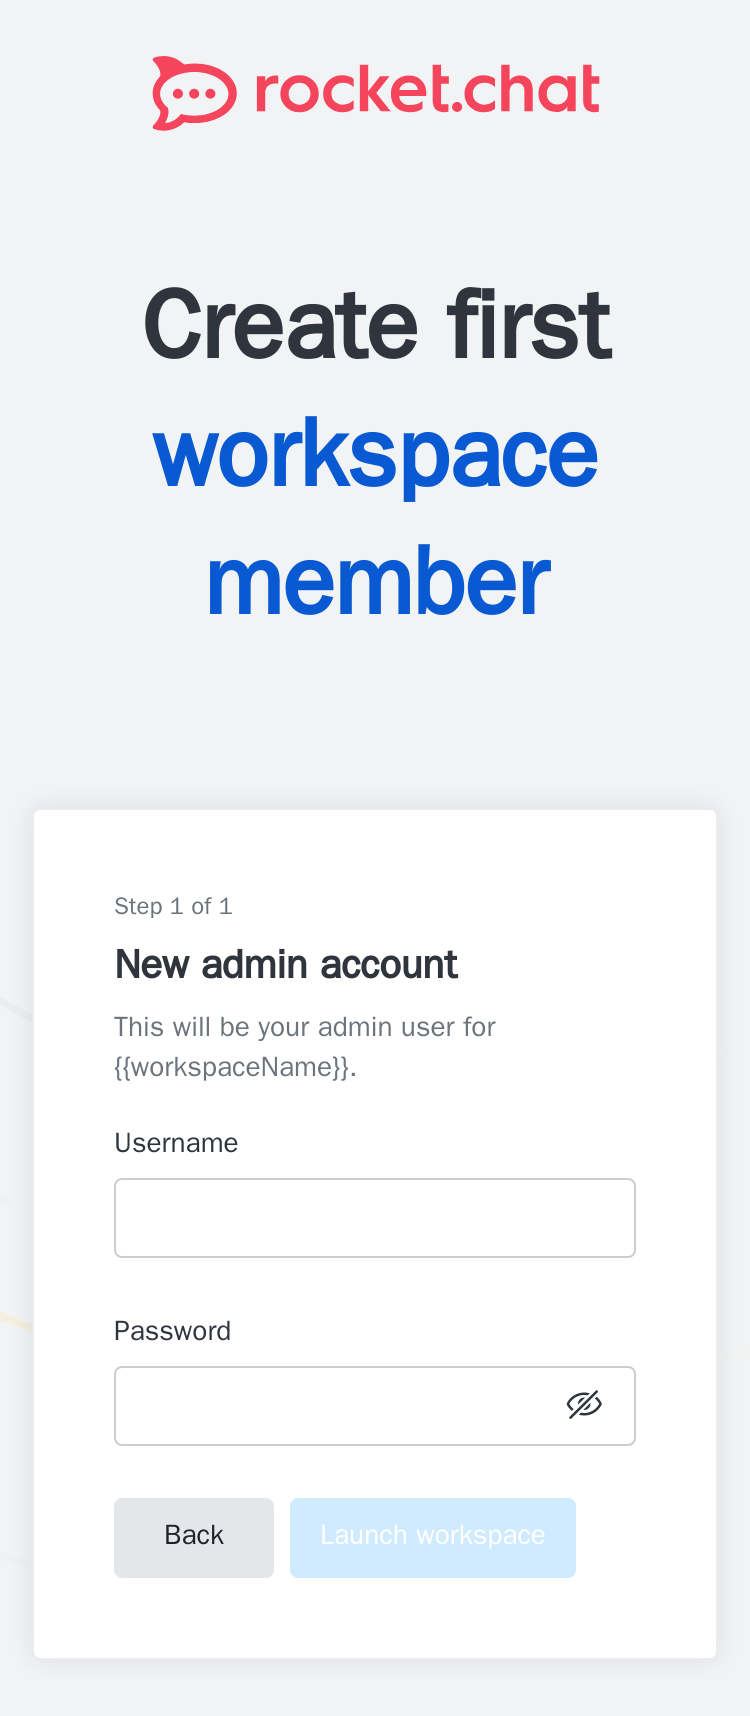 rocket.chat
Create first
workspace
member
Step 1 of 1
New admin account
This will be your admin user for
{{workspaceName}}.
Username
Password
Back Launch workspace